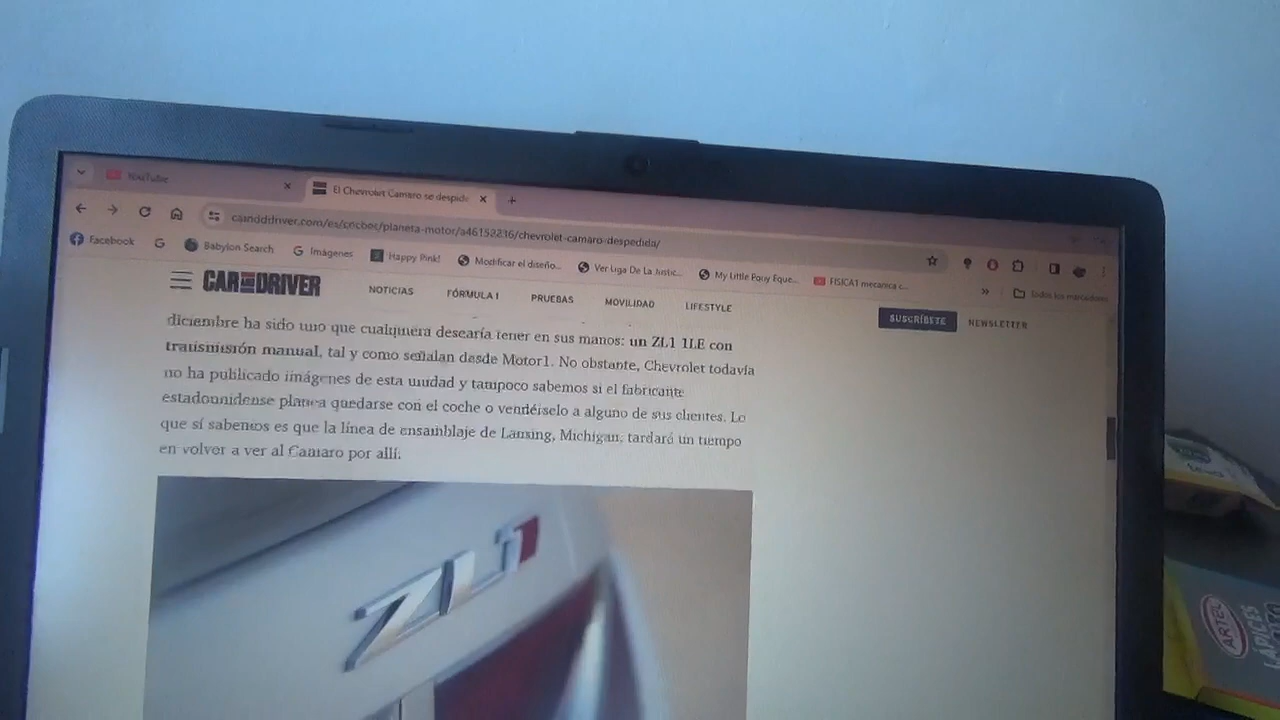 YouTube
El Chevrolet Camaro se despide
caranddriver.com/es/coches/planeta-motor/a46152236/chevrolet-camaro-despedida/
Facebook
G
Babylon Search
Imágenes
Happy Pink!
Modificar el diseño...
Ver Liga De La Justic...
My Little Pony Eque...
FISICA1 mecanica c...
»
Todos los marcadores
CAR AND DRIVER
NOTICIAS
FÓRMULA 1
PRUEBAS
MOVILIDAD
LIFESTYLE
SUSCRÍBETE
NEWSLETTER
diciembre ha sido uno que cualquiera desearía tener en sus manos: un ZL1 1LE con
transmisión manual, tal y como señalan desde Motor1. No obstante, Chevrolet todavía
no ha publicado imágenes de esta unidad y tampoco sabemos si el fabricante
estadounidense planea quedarse con el coche o vendérselo a alguno de sus clientes. Lo
que sí sabemos es que la línea de ensamblaje de Lansing, Michigan, tardará un tiempo
en volver a ver al Camaro por allí.
ZL1
ARTEL